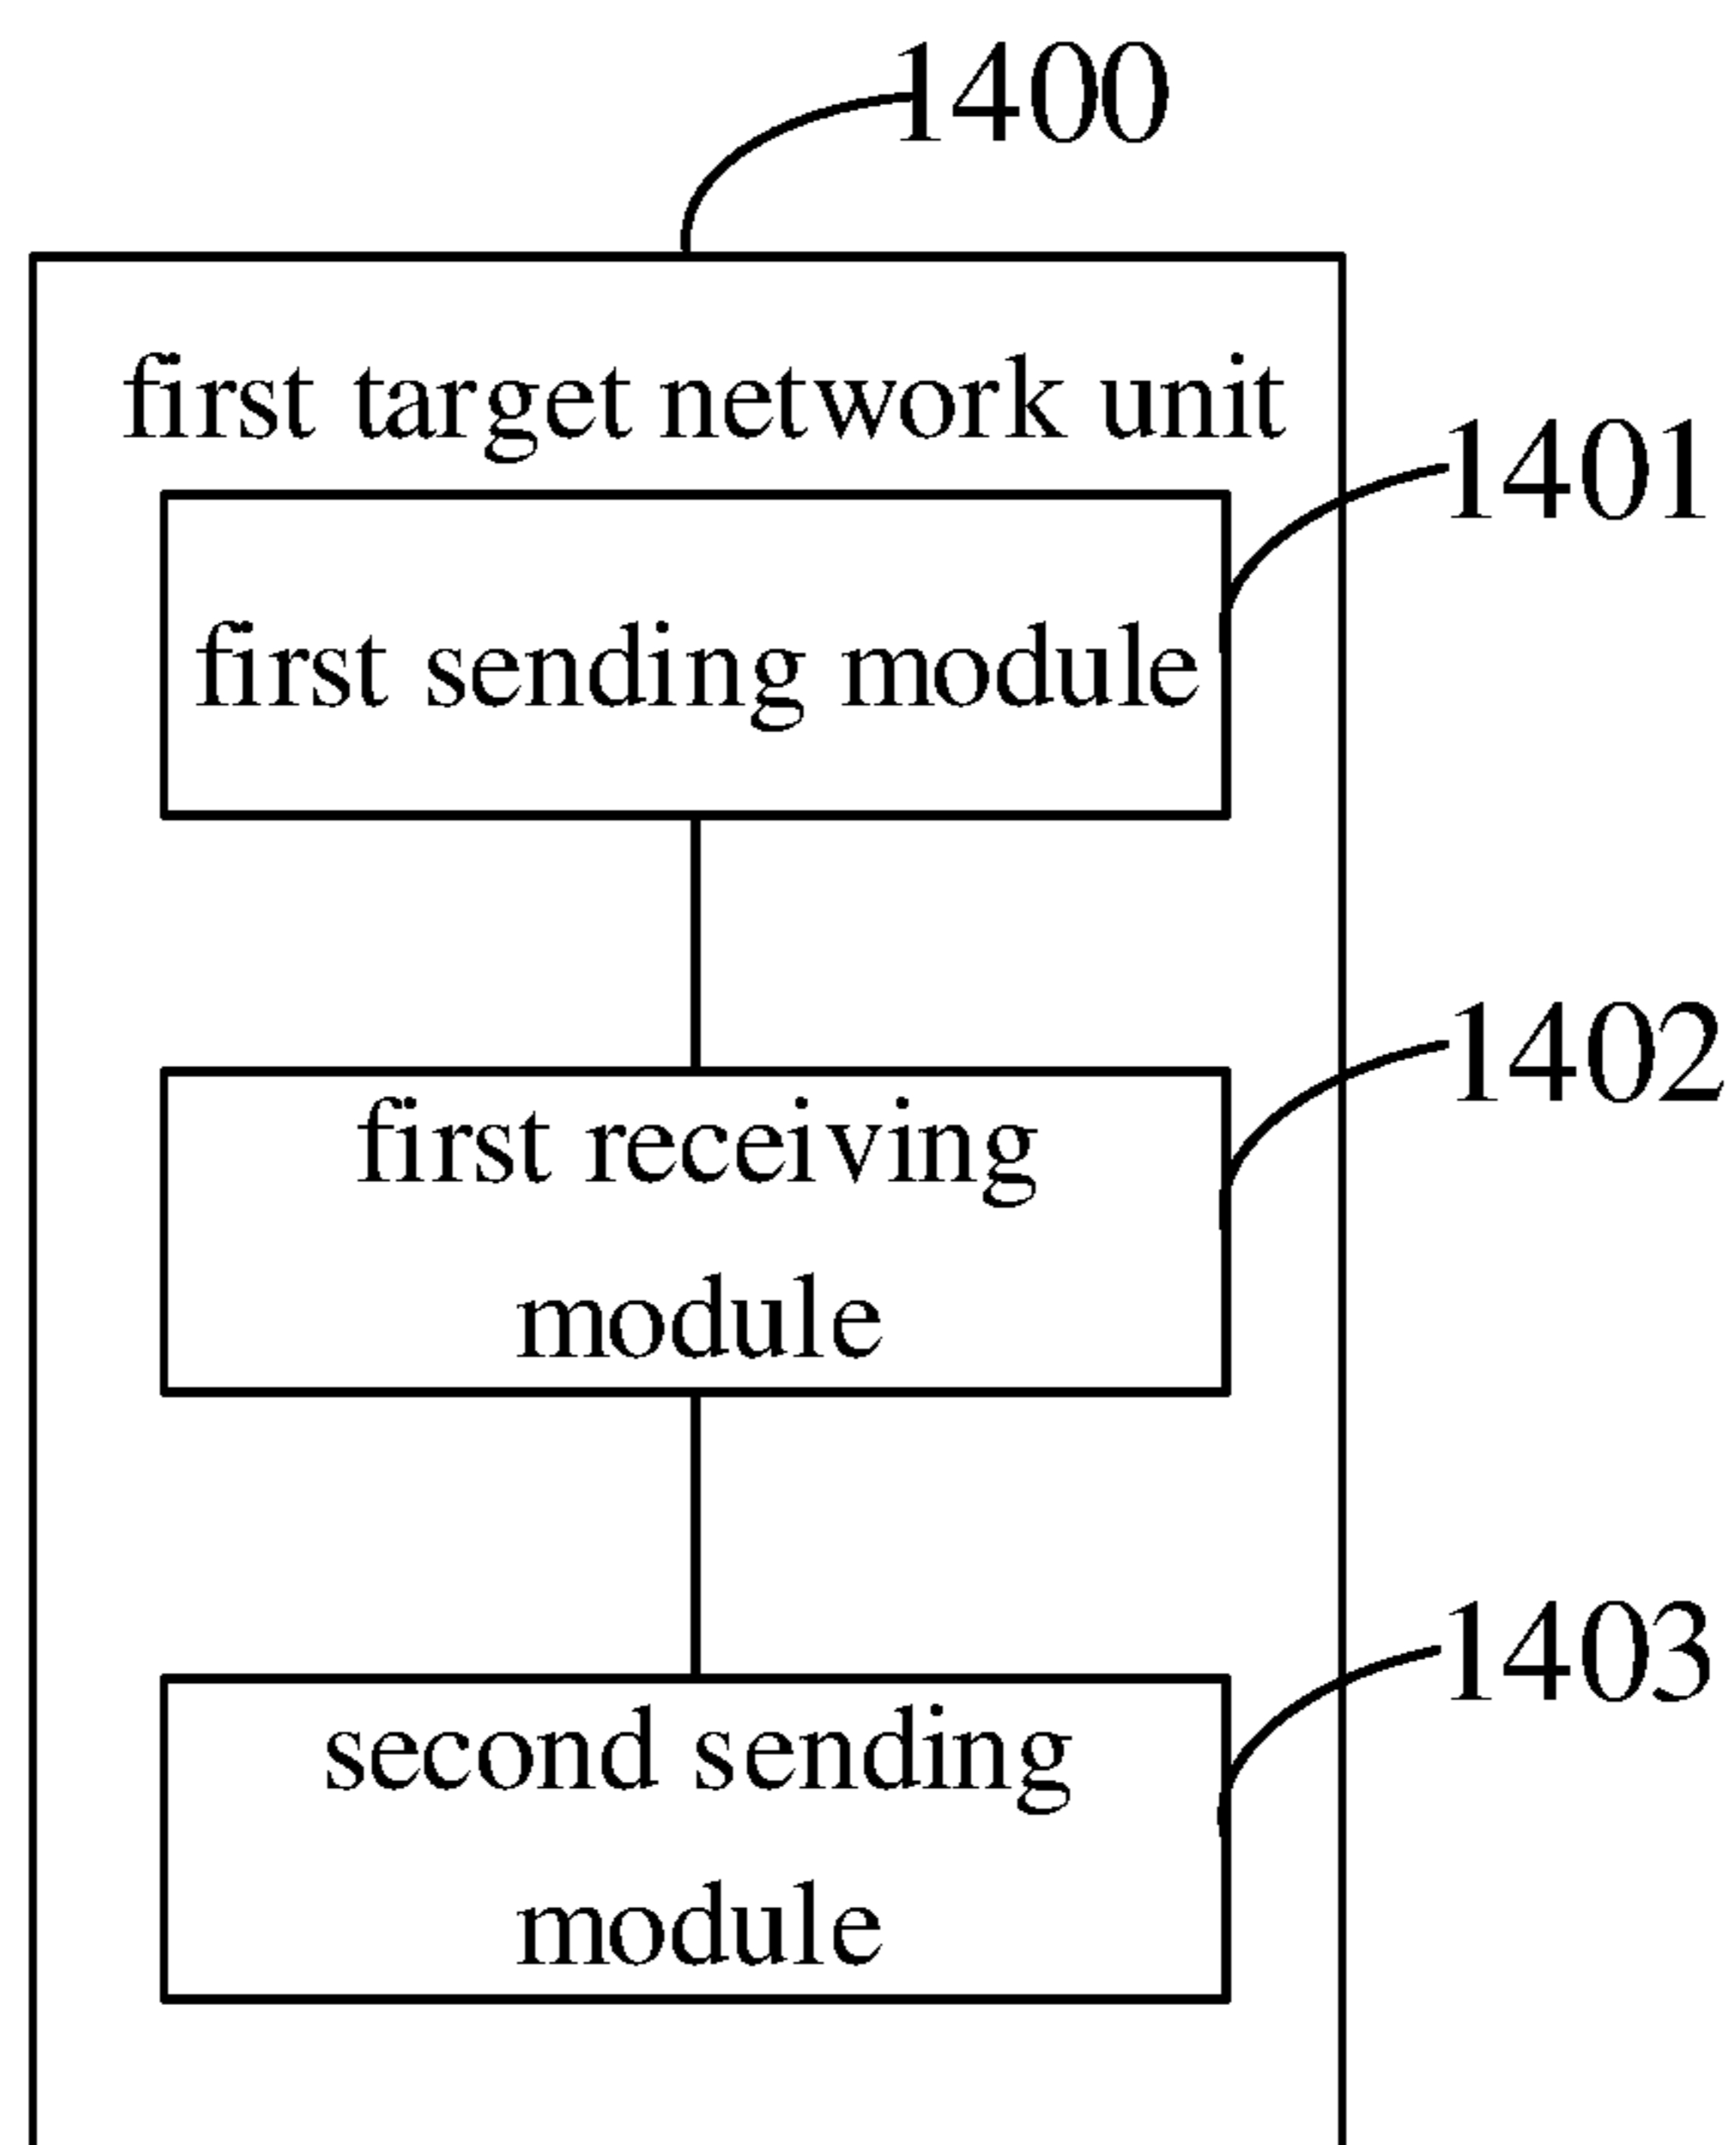 1400
first target network unit
1401
first sending module
1402
first receiving
module
1403
second sending
module